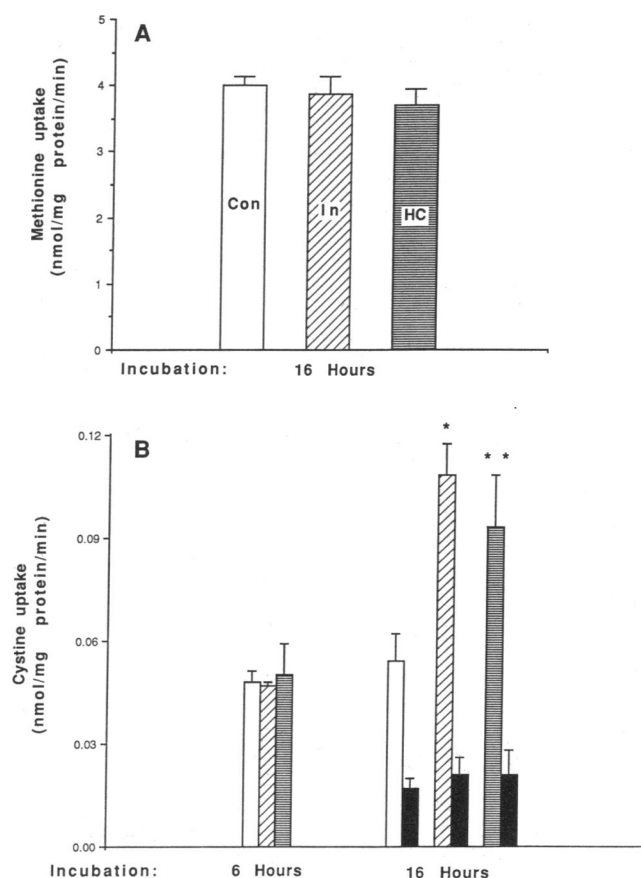 A
5
4
3
2
1
0
Methionine uptake
(nmol/mg protein/min)
Con
In
HC
Incubation: 16 Hours
B
0.12
0.09
0.06
0.03
0.00
Cystine uptake
(nmol/mg protein/min)
*
* *
Incubation: 6 Hours 16 Hours